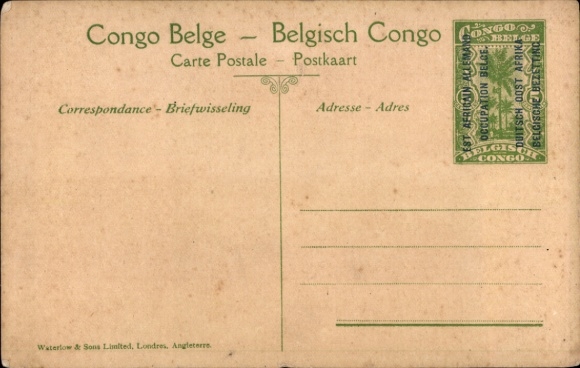 Congo Belge – Belgisch Congo
Carte Postale – Postkaart
Correspondance - Briefwisseling
Adresse - Adres
CONGO
BELGE
EST AFRICAIN ALLEMAND
OCCUPATION BELGE.
DUITSCH OOST AFRIKA
BELGISCHE BEZETTING.
BELGISCH
CONGO
Waterlow & Sons Limited, Londres, Angleterre.